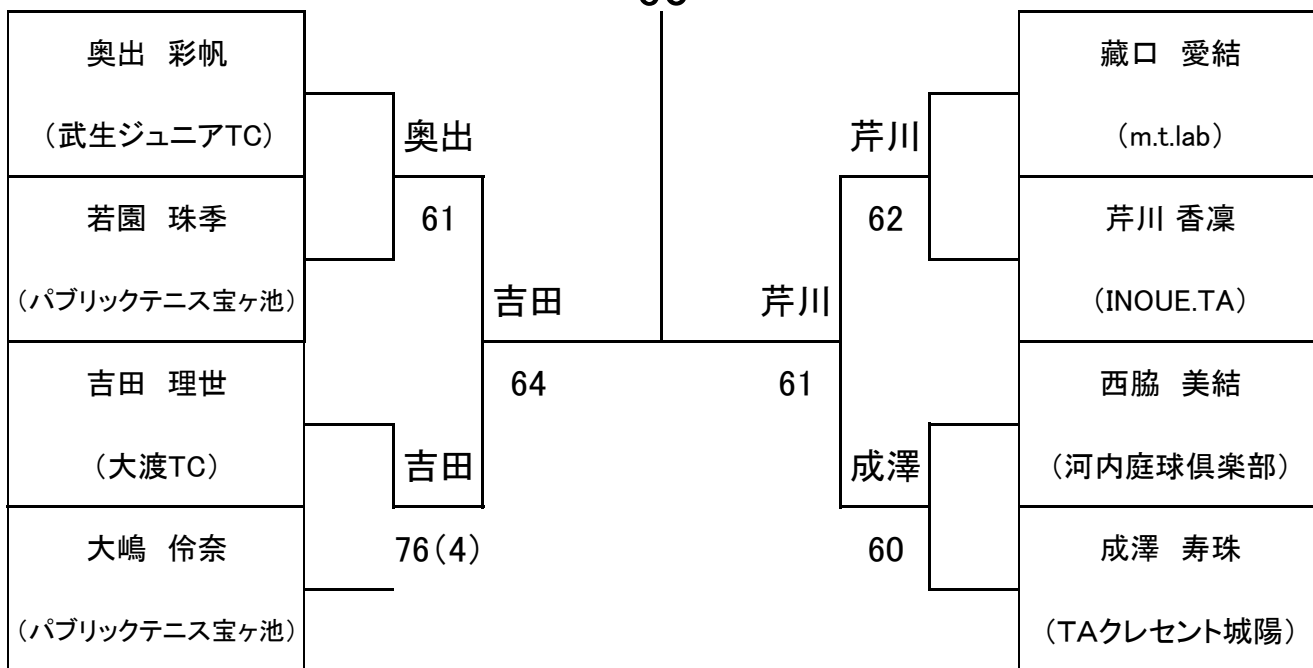 奥出 彩帆
(武生ジュニアTC)
若園 珠季
(パブリックテニス宝ヶ池)
吉田 理世
(大渡TC)
大嶋 伶奈
(パブリックテニス宝ヶ池)
奥出
61
吉田
76(4)
吉田
64
芹川
61
芹川
62
成澤
60
藏口 愛結
(m.t.lab)
芹川 香凜
(INOUE.TA)
西脇 美結
(河内庭球倶楽部)
成澤 寿珠
(TAクレセント城陽)